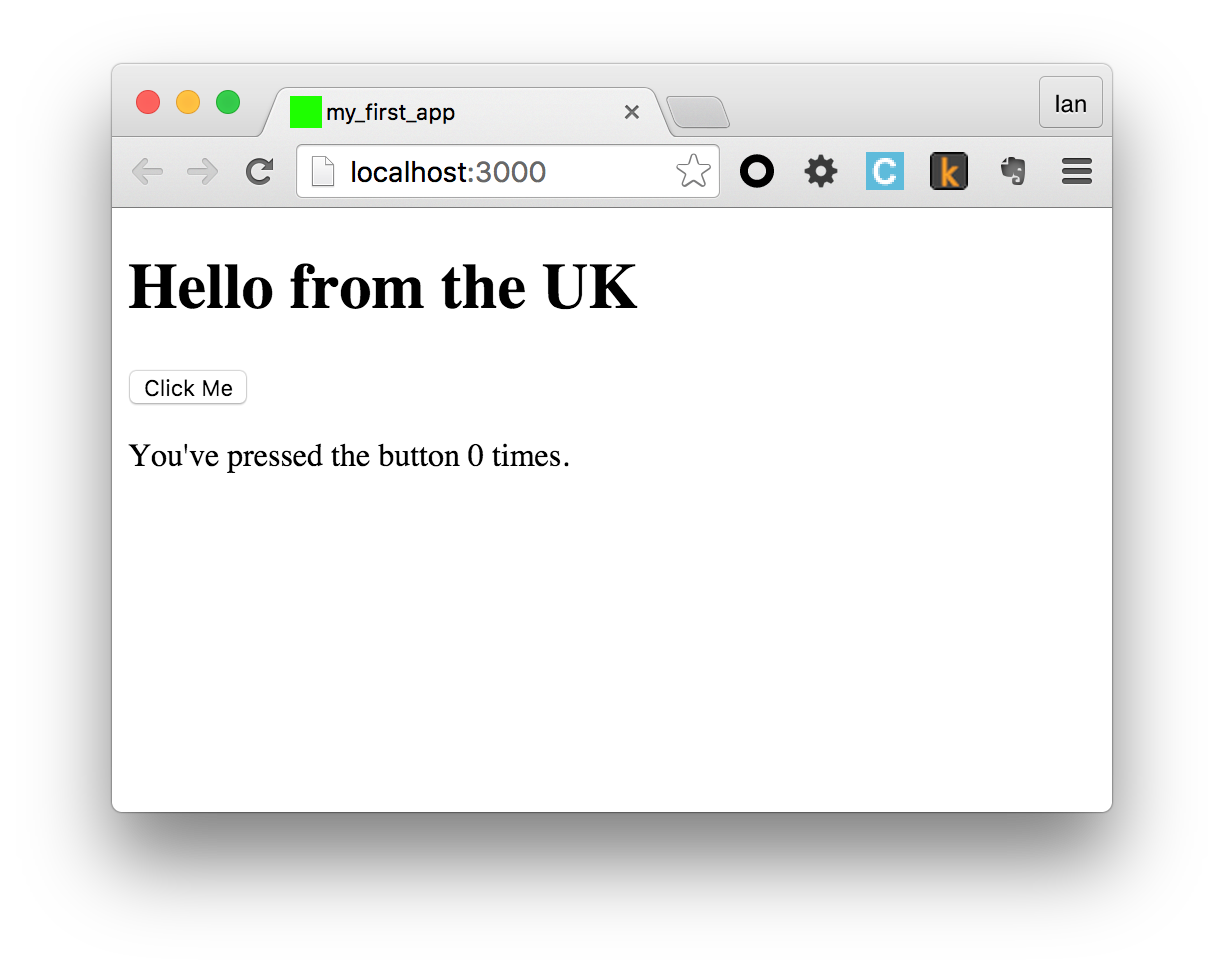 my_first_app
Ian
localhost:3000
C
k
Hello from the UK
Click Me
You've pressed the button 0 times.